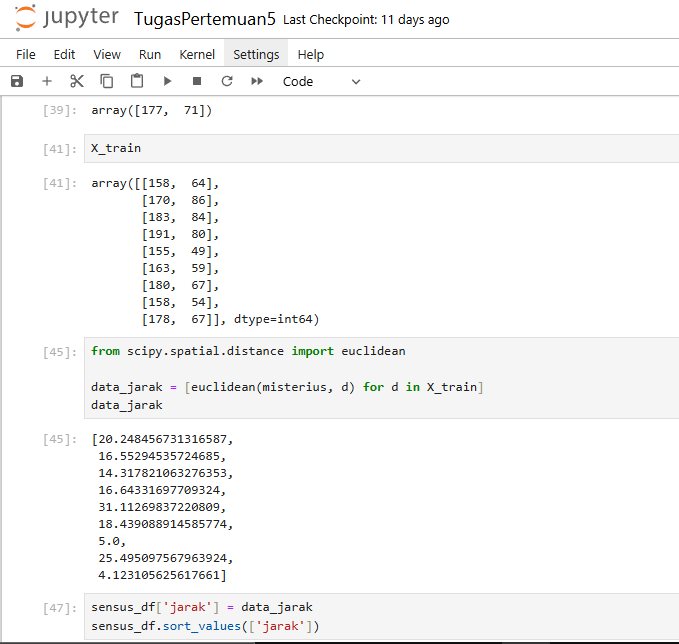 jupyter TugasPertemuan5 Last Checkpoint: 11 days ago
File Edit View Run Kernel Settings Help
Code
[39]: array([177,  71])
[41]: X_train
[41]: array([[158,  64],
       [170,  86],
       [183,  84],
       [191,  80],
       [155,  49],
       [163,  59],
       [180,  67],
       [158,  54],
       [178,  67]], dtype=int64)
[45]: from scipy.spatial.distance import euclidean
data_jarak = [euclidean(misterius, d) for d in X_train]
data_jarak
[45]: [20.248456731316587,
 16.55294535724685,
 14.317821063276353,
 16.64331697709324,
 31.11269837220809,
 18.439088914585774,
 5.0,
 25.495097567963924,
 4.123105625617661]
[47]: sensus_df['jarak'] = data_jarak
sensus_df.sort_values(['jarak'])